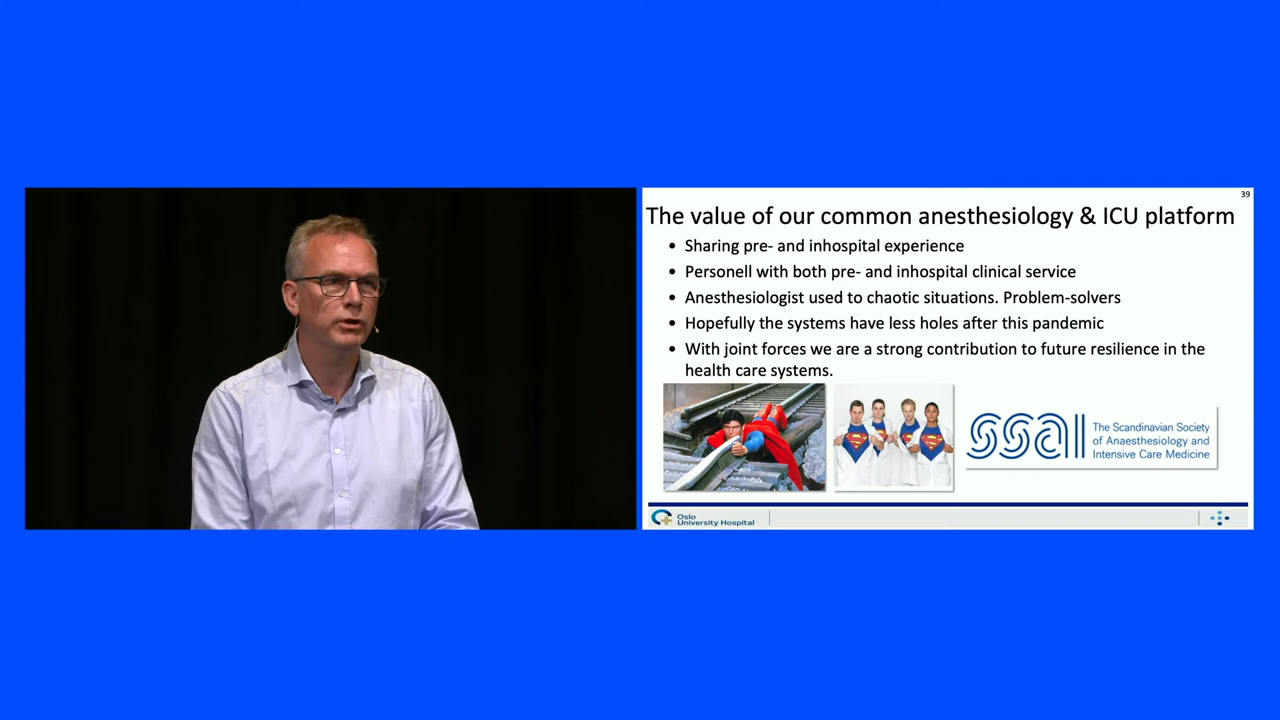 39
The value of our common anesthesiology & ICU platform
• Sharing pre- and inhospital experience
• Personell with both pre- and inhospital clinical service
• Anesthesiologist used to chaotic situations. Problem-solvers
• Hopefully the systems have less holes after this pandemic
• With joint forces we are a strong contribution to future resilience in the
health care systems.
ssai
The Scandinavian Society
of Anaesthesiology and
Intensive Care Medicine
Oslo
University Hospital